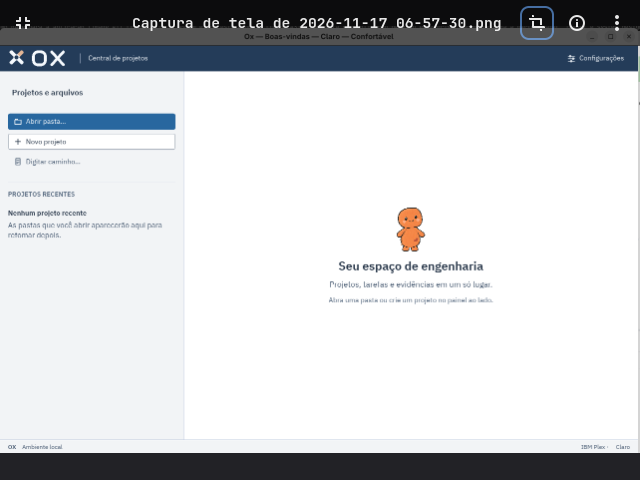 Captura de tela de 2026-11-17 06-57-30.png
Ox — Boas-vindas — Claro — Confortável
OX
Central de projetos
Configurações
Projetos e arquivos
Abrir pasta...
Novo projeto
Digitar caminho...
PROJETOS RECENTES
Nenhum projeto recente
As pastas que você abrir aparecerão aqui para
retomar depois.
Seu espaço de engenharia
Projetos, tarefas e evidências em um só lugar.
Abra uma pasta ou crie um projeto no painel ao lado.
OX Ambiente local
IBM Plex · Claro